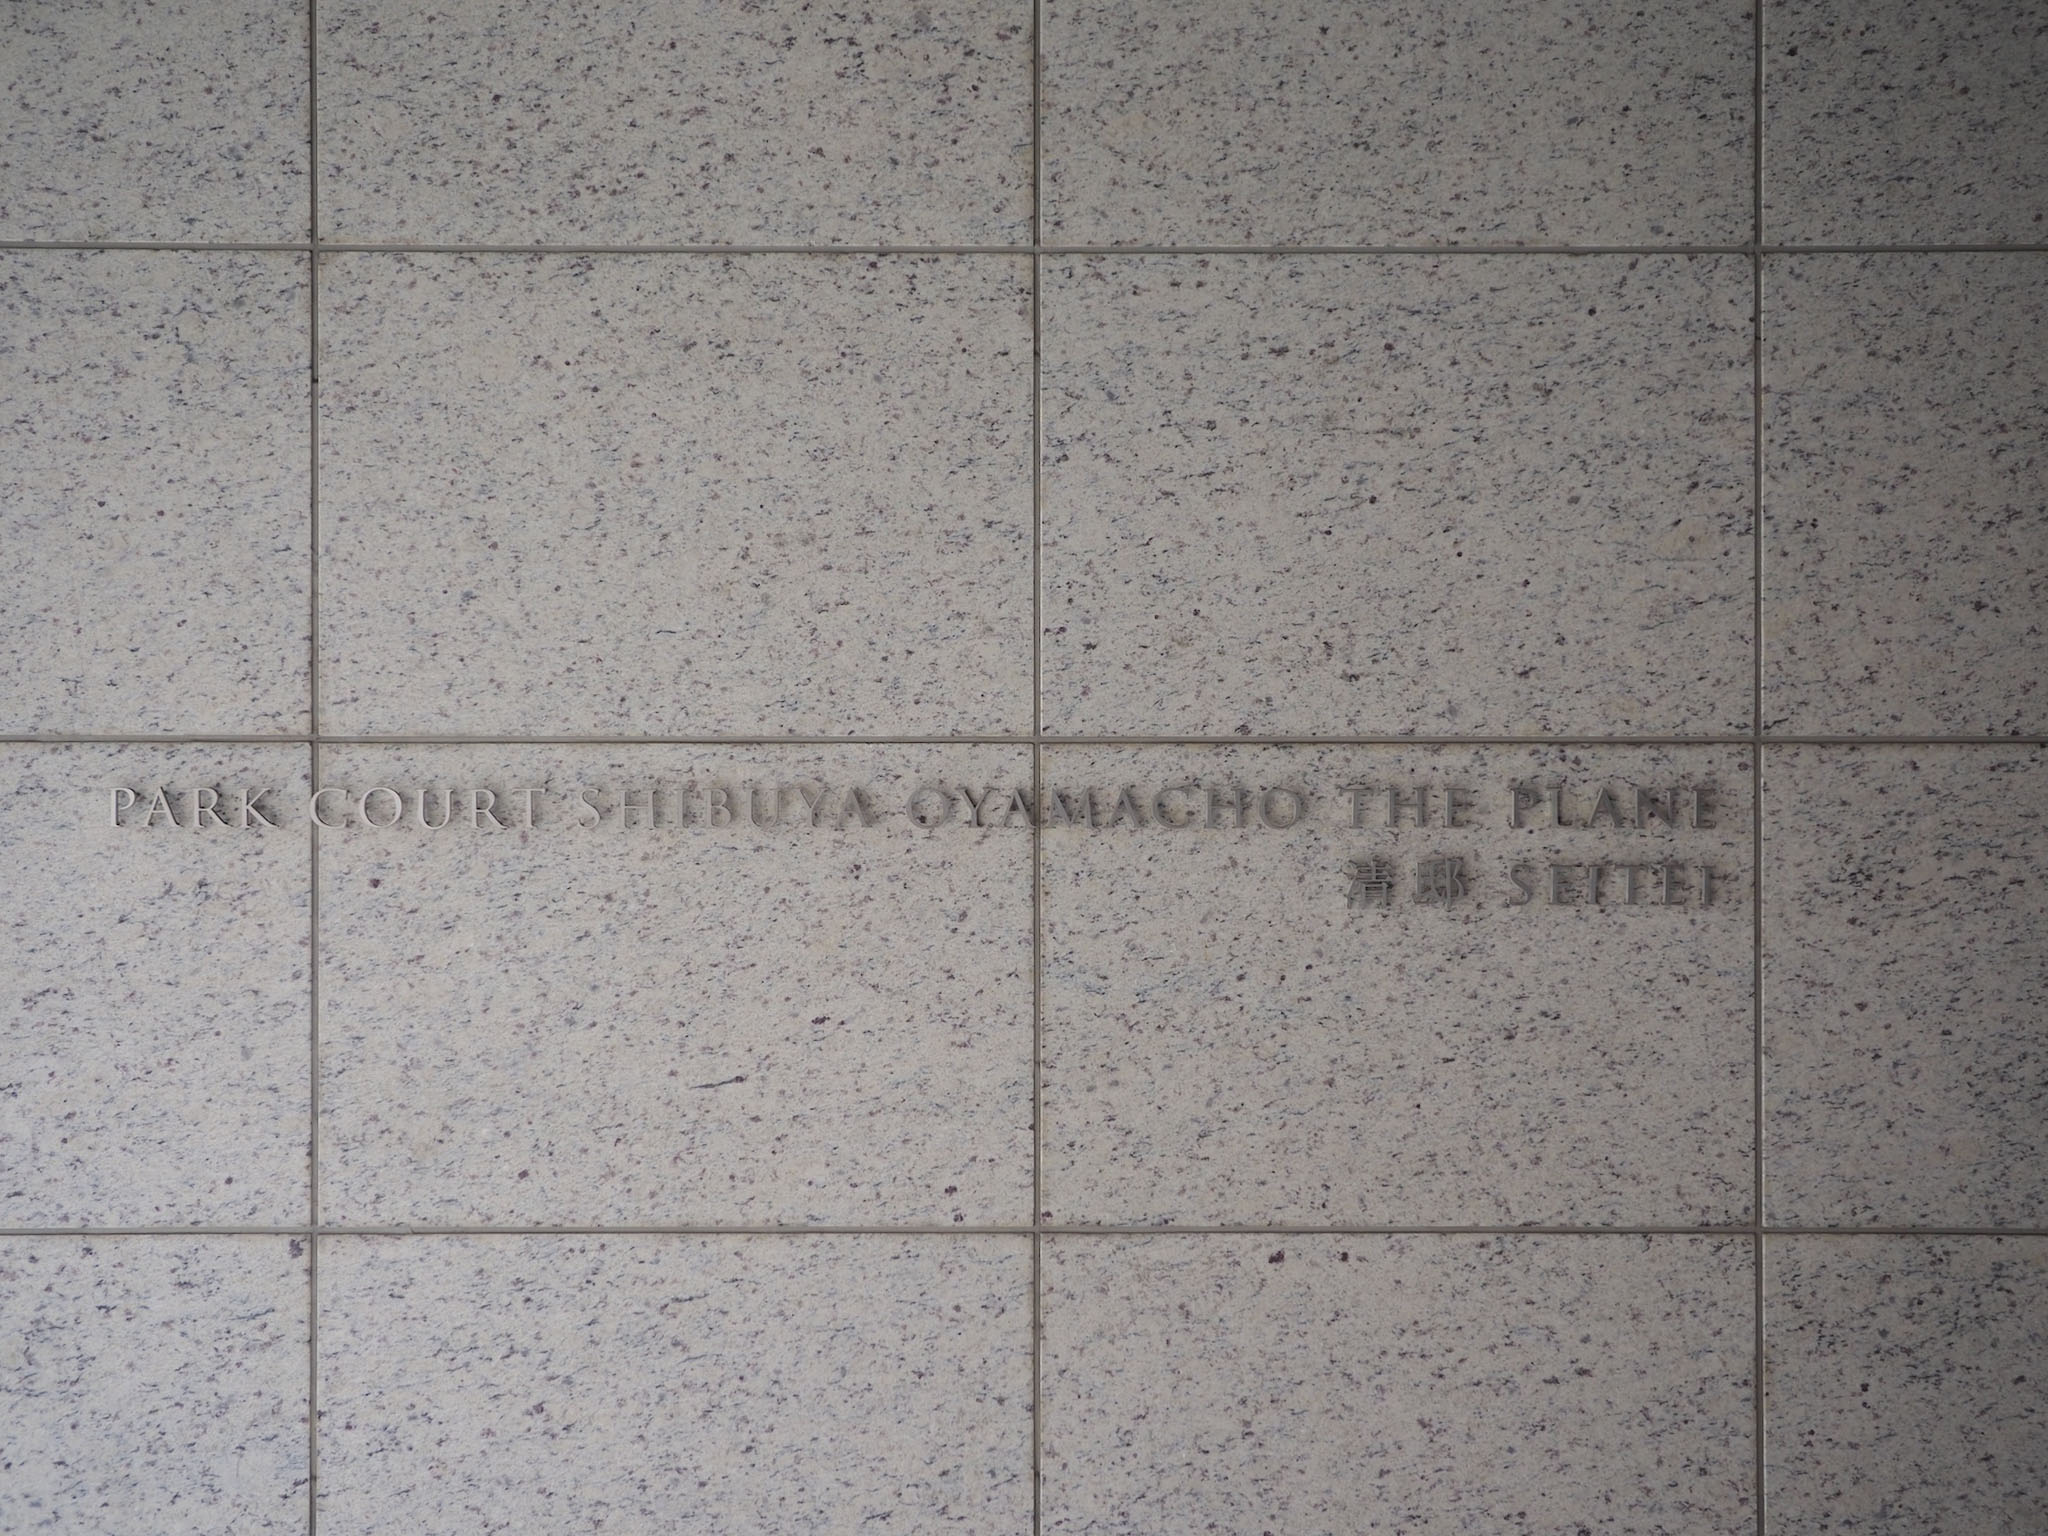 PARK COURT SHIBUYA OYAMACHO THE PLANE
清邸 SEITEI